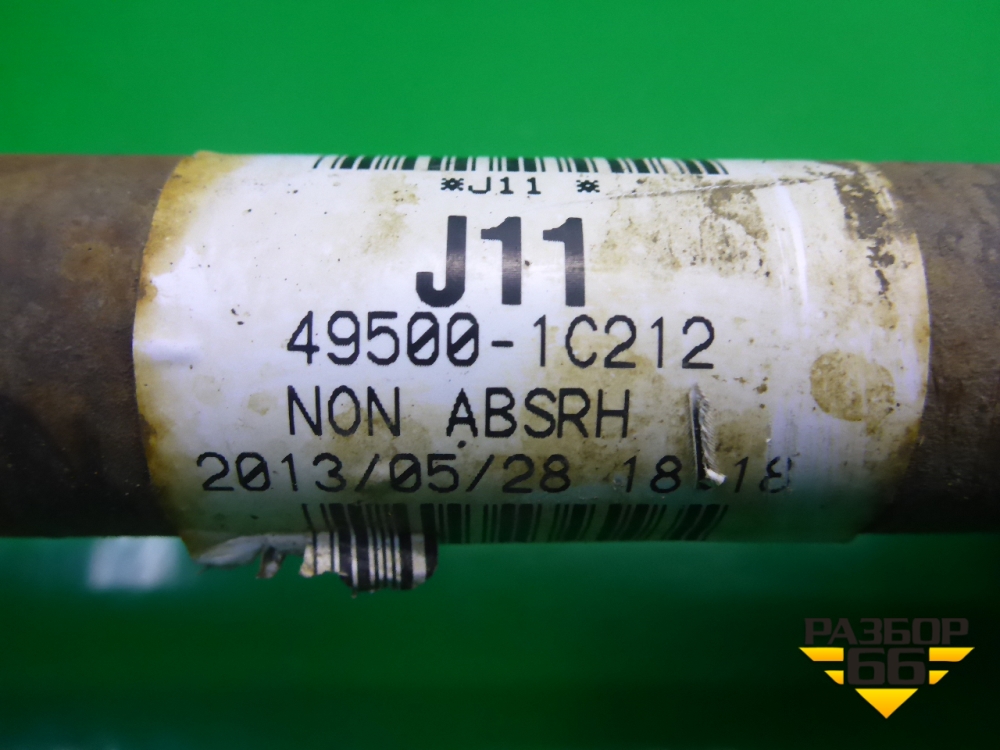 *J11 *
J11
49500-1C212
NON ABSRH
2013/05/28 18:18
РАЗБОР
66